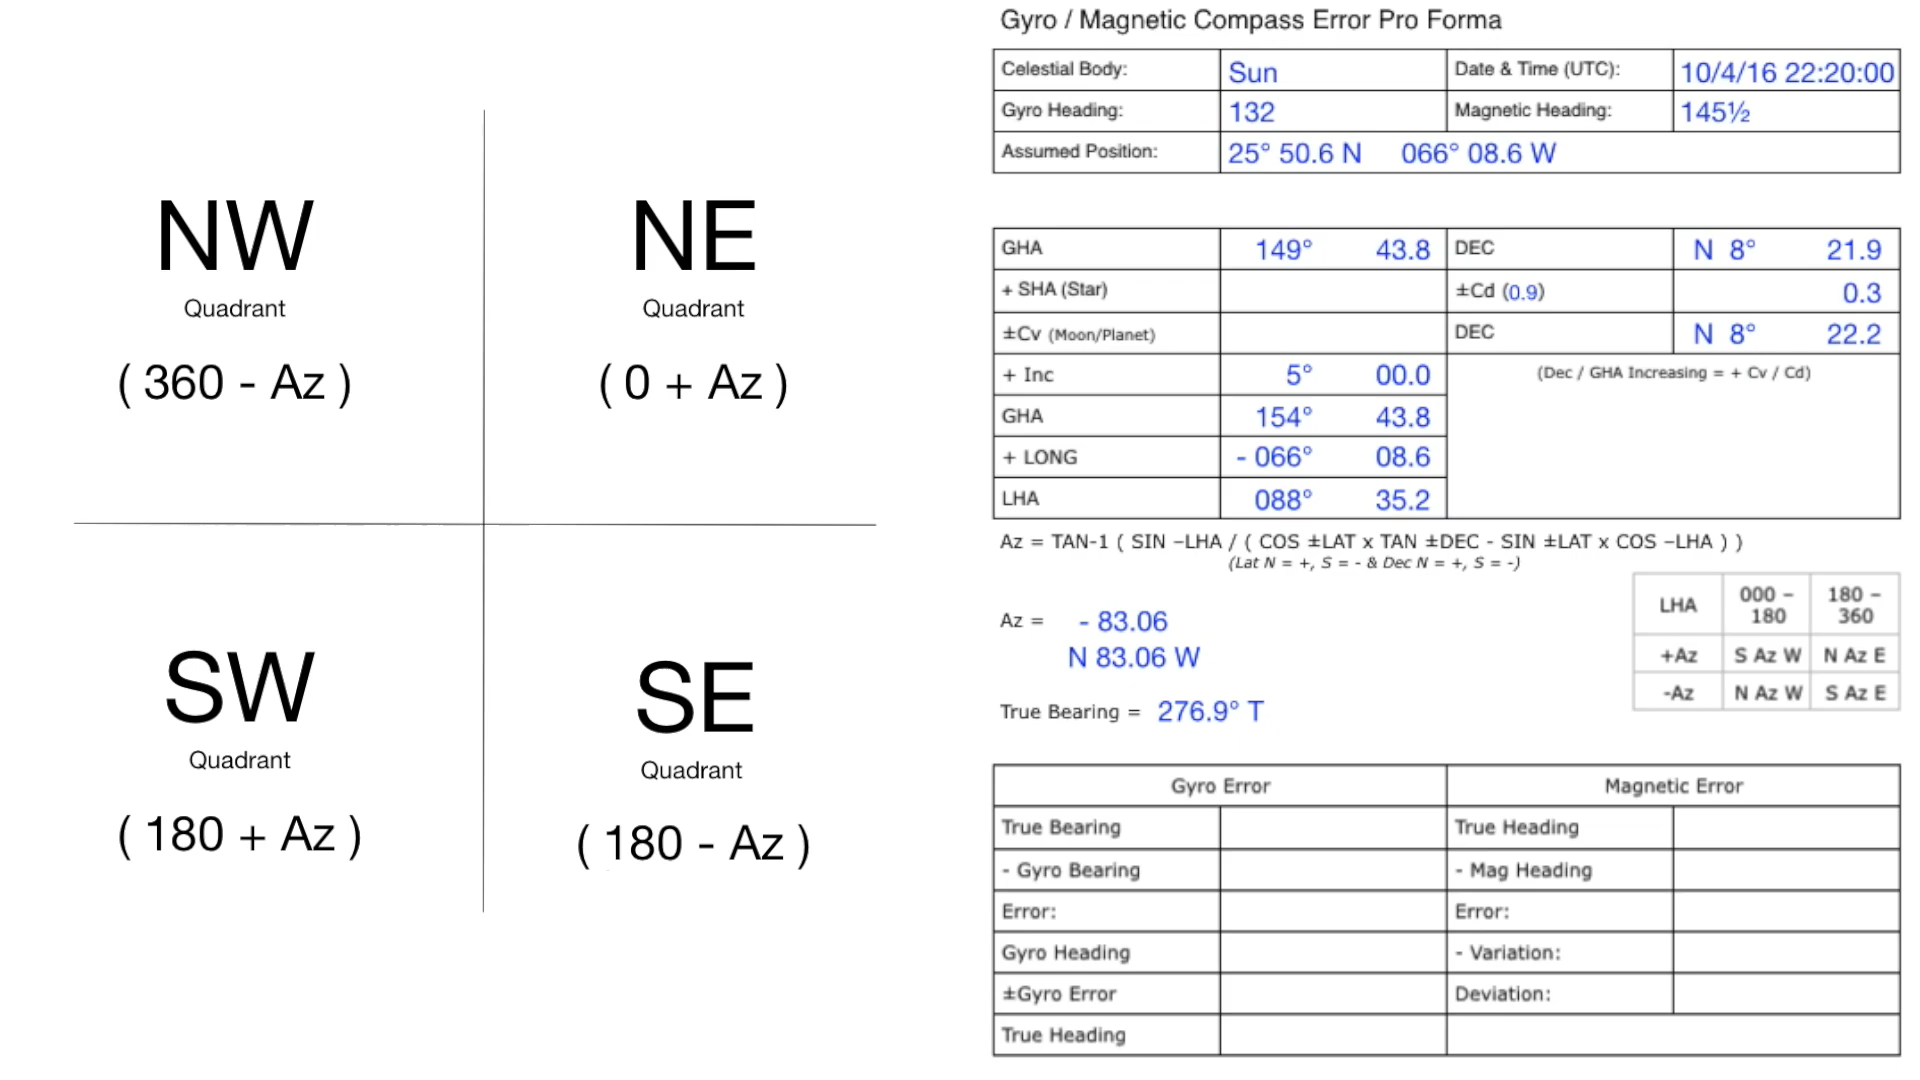 NW
Quadrant
( 360 - Az )
NE
Quadrant
( 0 + Az )
SW
Quadrant
( 180 + Az )
SE
Quadrant
( 180 - Az )
Gyro / Magnetic Compass Error Pro Forma
Celestial Body: Sun Date & Time (UTC): 10/4/16 22:20:00
Gyro Heading: 132 Magnetic Heading: 145½
Assumed Position: 25° 50.6 N 066° 08.6 W
GHA 149° 43.8 DEC N 8° 21.9
+ SHA (Star) ±Cd (0.9) 0.3
±Cv (Moon/Planet) DEC N 8° 22.2
+ Inc 5° 00.0 (Dec / GHA Increasing = + Cv / Cd)
GHA 154° 43.8
+ LONG - 066° 08.6
LHA 088° 35.2
Az = TAN-1 ( SIN –LHA / ( COS ±LAT x TAN ±DEC - SIN ±LAT x COS –LHA ) )
(Lat N = +, S = - & Dec N = +, S = -)
Az = - 83.06
N 83.06 W
True Bearing = 276.9° T
LHA 000 – 180 180 – 360
+Az S Az W N Az E
-Az N Az W S Az E
Gyro Error Magnetic Error
True Bearing True Heading
- Gyro Bearing - Mag Heading
Error: Error:
Gyro Heading - Variation:
±Gyro Error Deviation:
True Heading